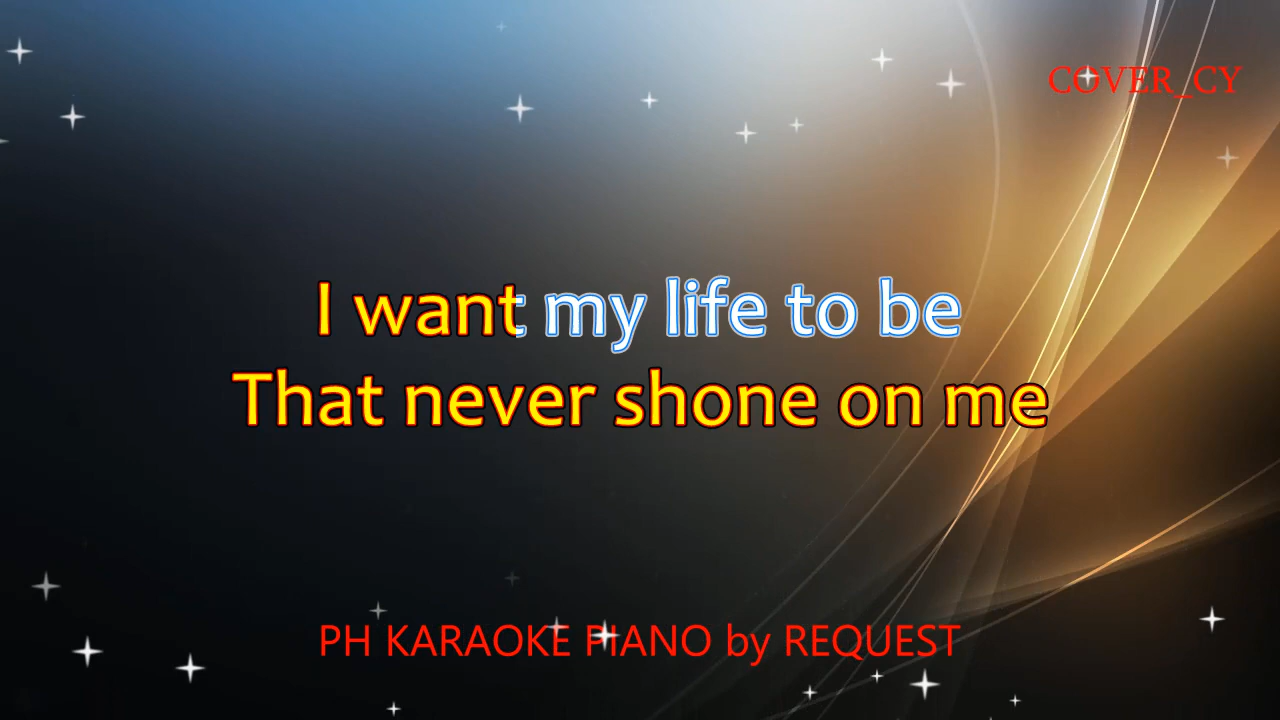 COVER_CY
I want my life to be
That never shone on me
PH KARAOKE PIANO by REQUEST